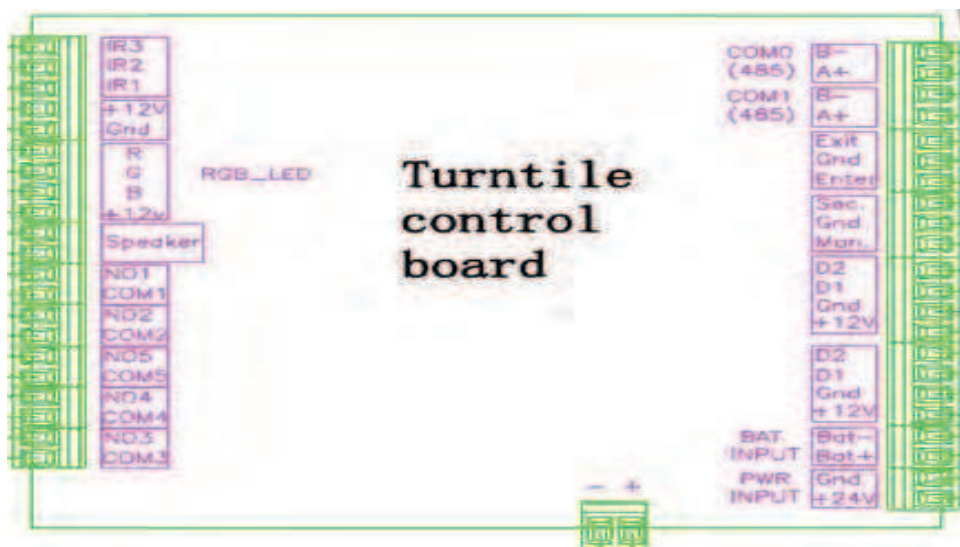 IR3
IR2
IR1
+12V
Gnd
R
G
B
+12v
RGB_LED
Speaker
NO1
COM1
NO2
COM2
NO5
COM5
NO4
COM4
NO3
COM3
Turntile
control
board
COM0 B-
(485) A+
COM1 B-
(485) A+
Exit
Gnd
Enter
Sec.
Gnd
Man.
D2
D1
Gnd
+12V
D2
D1
Gnd
+12V
BAT. Bat-
INPUT Bat+
PWR Gnd
INPUT +24V
- +